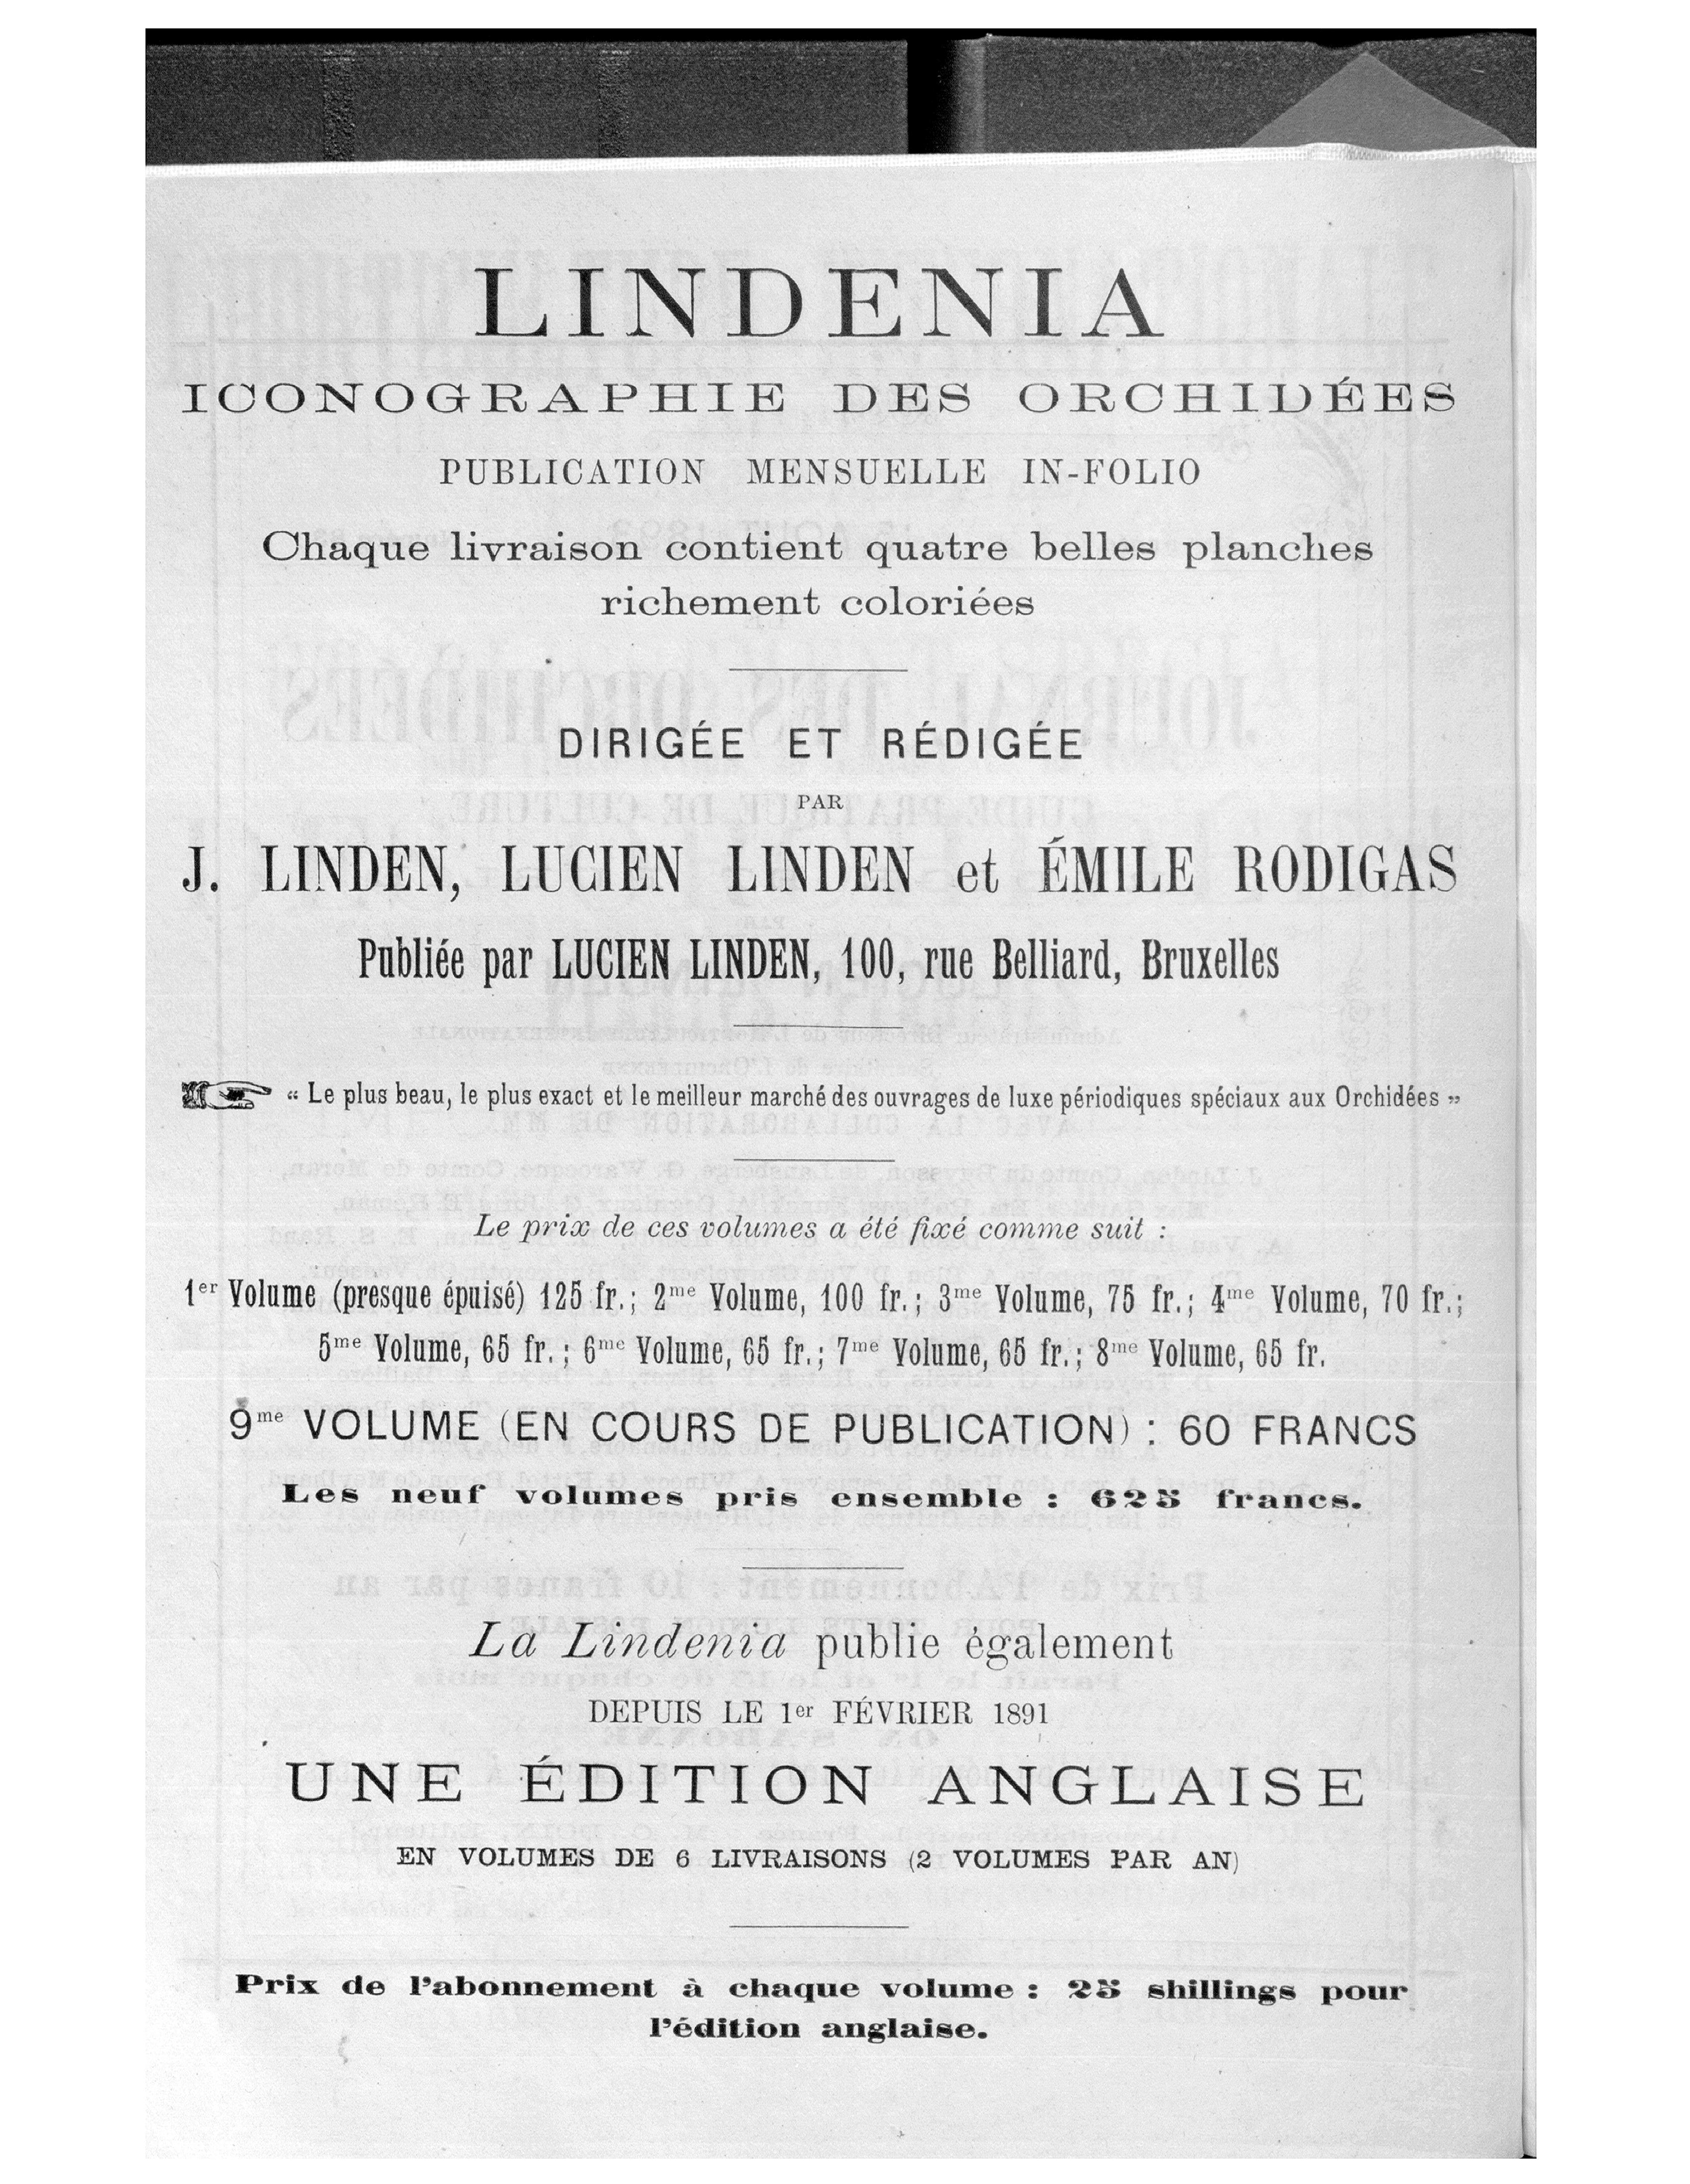 LINDENIA
ICONOGRAPHIE DES ORCHIDÉES
PUBLICATION MENSUELLE IN-FOLIO
Chaque livraison contient quatre belles planches
richement coloriées
DIRIGÉE ET RÉDIGÉE
PAR
J. LINDEN, LUCIEN LINDEN et ÉMILE RODIGAS
Publiée par LUCIEN LINDEN, 100, rue Belliard, Bruxelles
« Le plus beau, le plus exact et le meilleur marché des ouvrages de luxe périodiques spéciaux aux Orchidées »
Le prix de ces volumes a été fixé comme suit :
1er Volume (presque épuisé) 125 fr.; 2me Volume, 100 fr.; 3me Volume, 75 fr.; 4me Volume, 70 fr.;
5me Volume, 65 fr.; 6me Volume, 65 fr.; 7me Volume, 65 fr.; 8me Volume, 65 fr.
9me VOLUME (EN COURS DE PUBLICATION) : 60 FRANCS
Les neuf volumes pris ensemble : 625 francs.
La Lindenia publie également
DEPUIS LE 1er FÉVRIER 1891
UNE ÉDITION ANGLAISE
EN VOLUMES DE 6 LIVRAISONS (2 VOLUMES PAR AN)
Prix de l'abonnement à chaque volume : 25 shillings pour
l'édition anglaise.